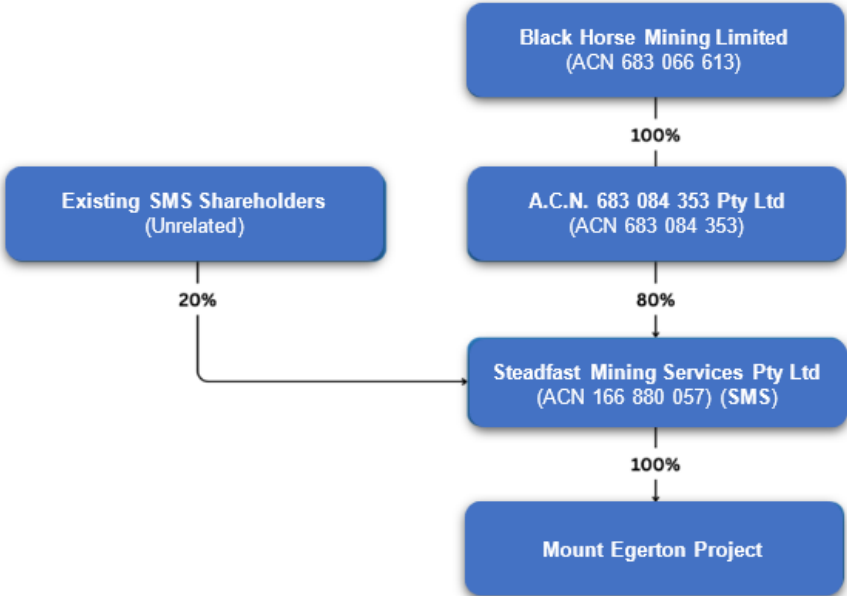 Black Horse Mining Limited
(ACN 683 066 613)
100%
Existing SMS Shareholders
(Unrelated)
A.C.N. 683 084 353 Pty Ltd
(ACN 683 084 353)
20%
80%
Steadfast Mining Services Pty Ltd
(ACN 166 880 057) (SMS)
100%
Mount Egerton Project